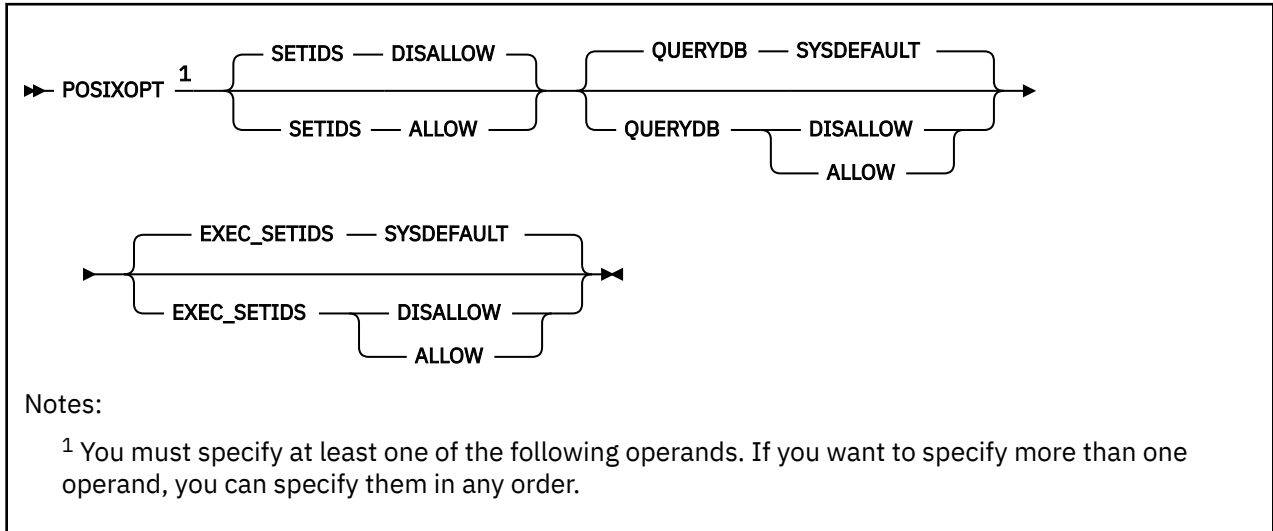 SETIDS DISALLOW QUERYDB SYSDEFAULT
POSIXOPT 1
SETIDS ALLOW QUERYDB DISALLOW
ALLOW
EXEC_SETIDS SYSDEFAULT
EXEC_SETIDS DISALLOW
ALLOW
Notes:
1 You must specify at least one of the following operands. If you want to specify more than one
operand, you can specify them in any order.